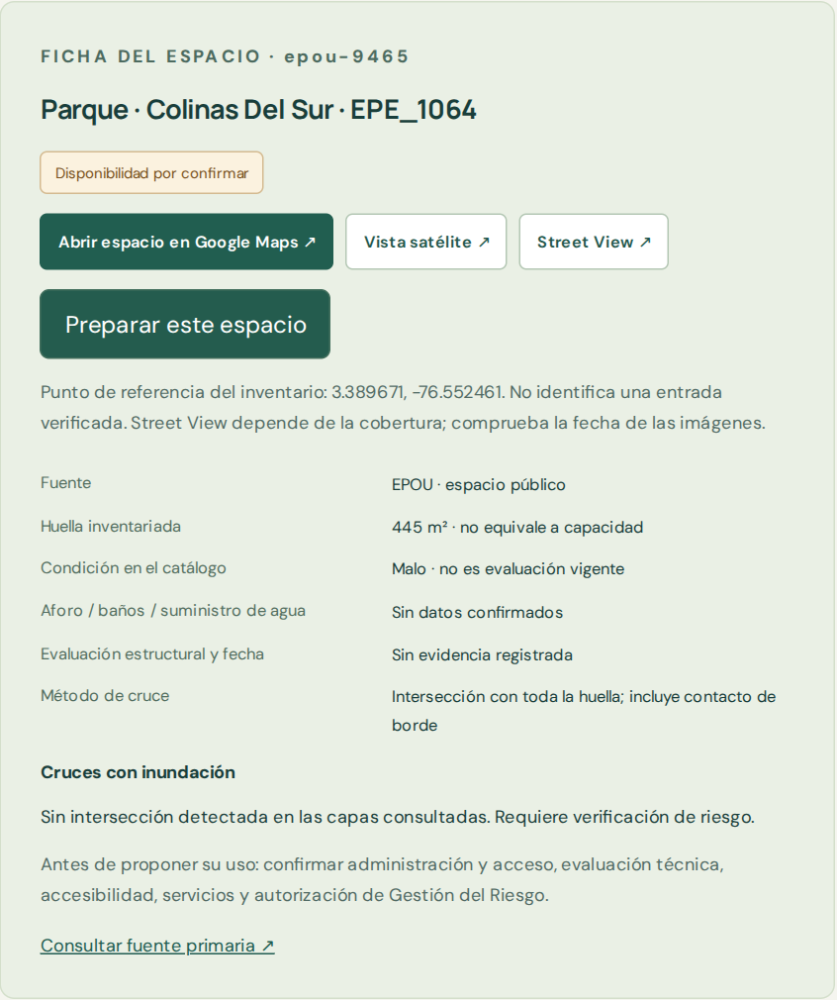 FICHA DEL ESPACIO · epou-9465
Parque · Colinas Del Sur · EPE_1064
Disponibilidad por confirmar
Abrir espacio en Google Maps ↗
Vista satélite ↗
Street View ↗
Preparar este espacio
Punto de referencia del inventario: 3.389671, -76.552461. No identifica una entrada
verificada. Street View depende de la cobertura; comprueba la fecha de las imágenes.
Fuente
EPOU · espacio público
Huella inventariada
445 m² · no equivale a capacidad
Condición en el catálogo
Malo · no es evaluación vigente
Aforo / baños / suministro de agua
Sin datos confirmados
Evaluación estructural y fecha
Sin evidencia registrada
Método de cruce
Intersección con toda la huella; incluye contacto de
borde
Cruces con inundación
Sin intersección detectada en las capas consultadas. Requiere verificación de riesgo.
Antes de proponer su uso: confirmar administración y acceso, evaluación técnica,
accesibilidad, servicios y autorización de Gestión del Riesgo.
Consultar fuente primaria ↗